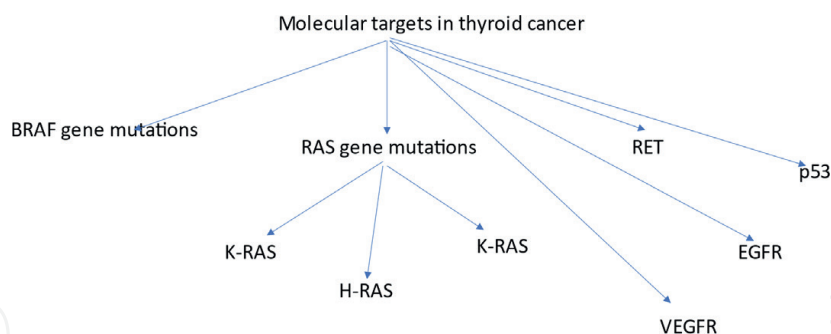 Molecular targets in thyroid cancer
BRAF gene mutations
RAS gene mutations
RET
p53
K-RAS
H-RAS
K-RAS
EGFR
VEGFR